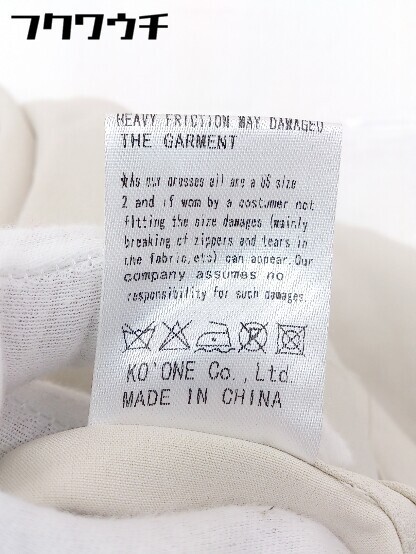 フクワウチ
HEAVY FRICTION MAY DAMAGED
THE GARMENT
★As our dresses all are a US size
2 and if worn by a costumer not
fitting the size damages (mainly
breaking of zippers and tears in
the fabric,etc) can appear.Our
company assumes no
responsibility for such damages.
KO'ONE Co., Ltd.
MADE IN CHINA